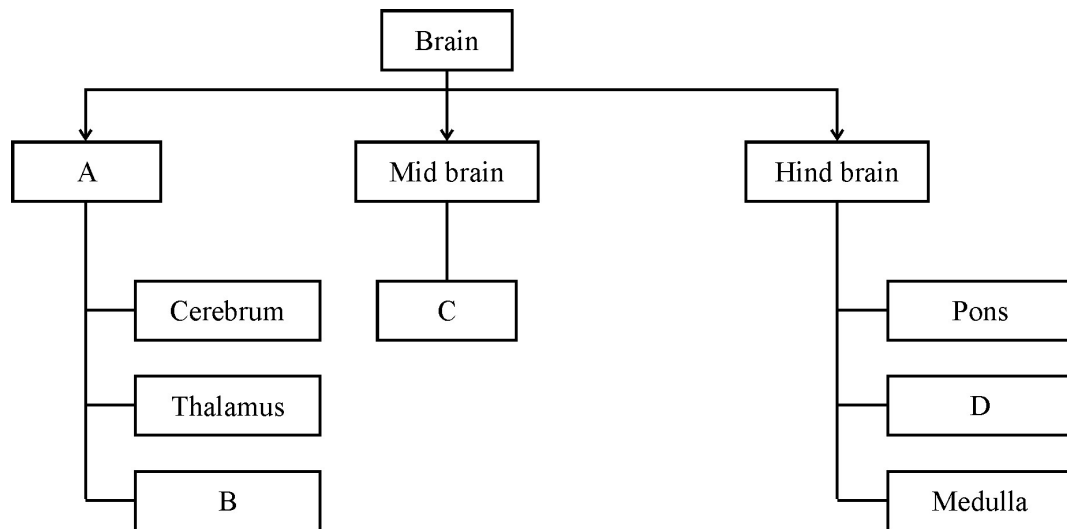 Brain
A
Mid brain
Hind brain
Cerebrum
C
Pons
Thalamus
D
B
Medulla